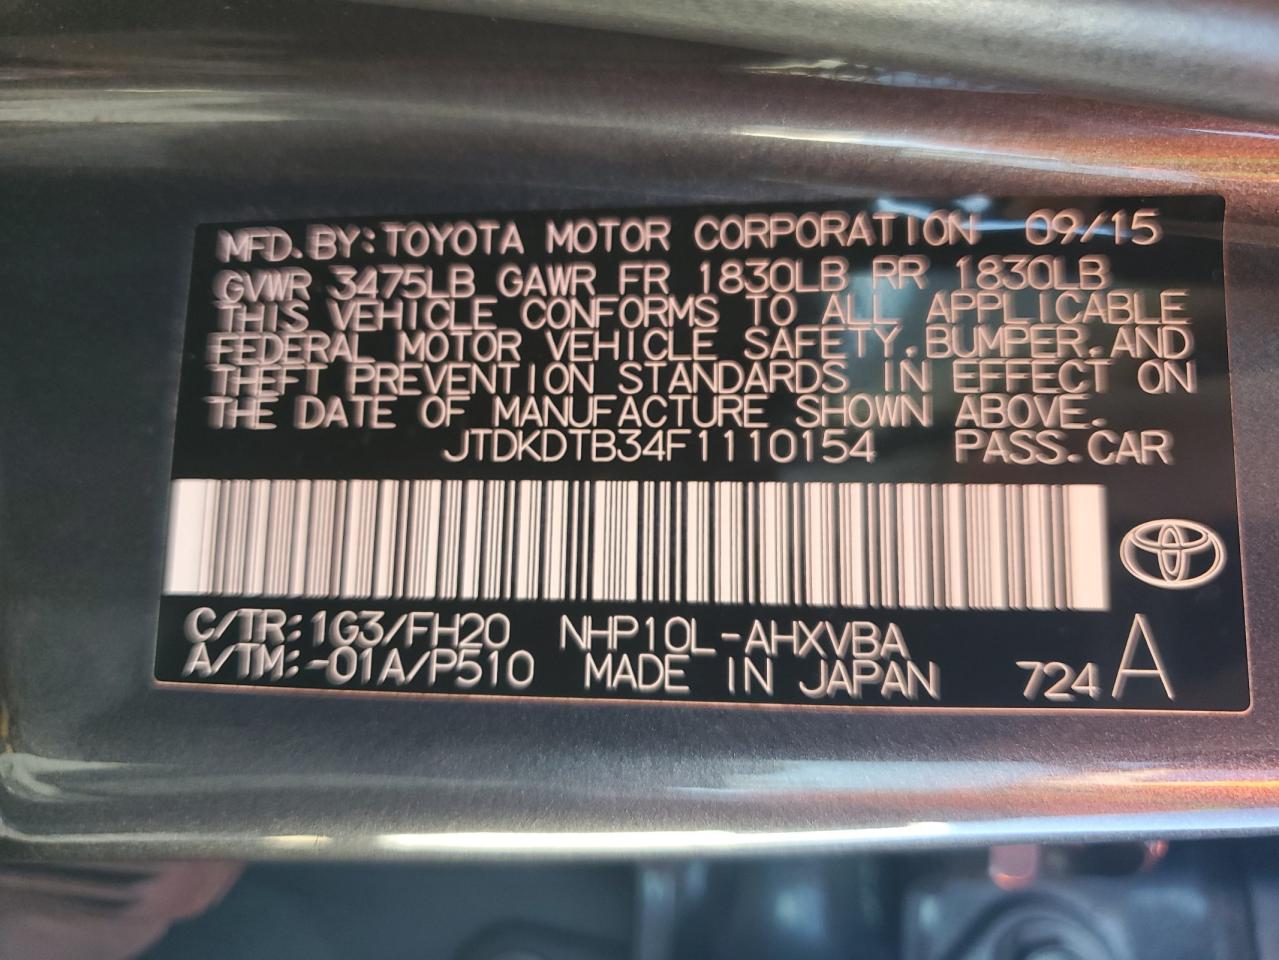 MFD.BY:TOYOTA MOTOR CORPORATION 09/15
GVWR 3475LB GAWR FR 1830LB RR 1830LB
THIS VEHICLE CONFORMS TO ALL APPLICABLE
FEDERAL MOTOR VEHICLE SAFETY,BUMPER,AND
THEFT PREVENTION STANDARDS IN EFFECT ON
THE DATE OF MANUFACTURE SHOWN ABOVE.
JTDKDTB34F1110154 PASS.CAR
C/TR:1G3/FH20 NHP10L-AHXVBA
A/TM:-01A/P510 MADE IN JAPAN 724 A